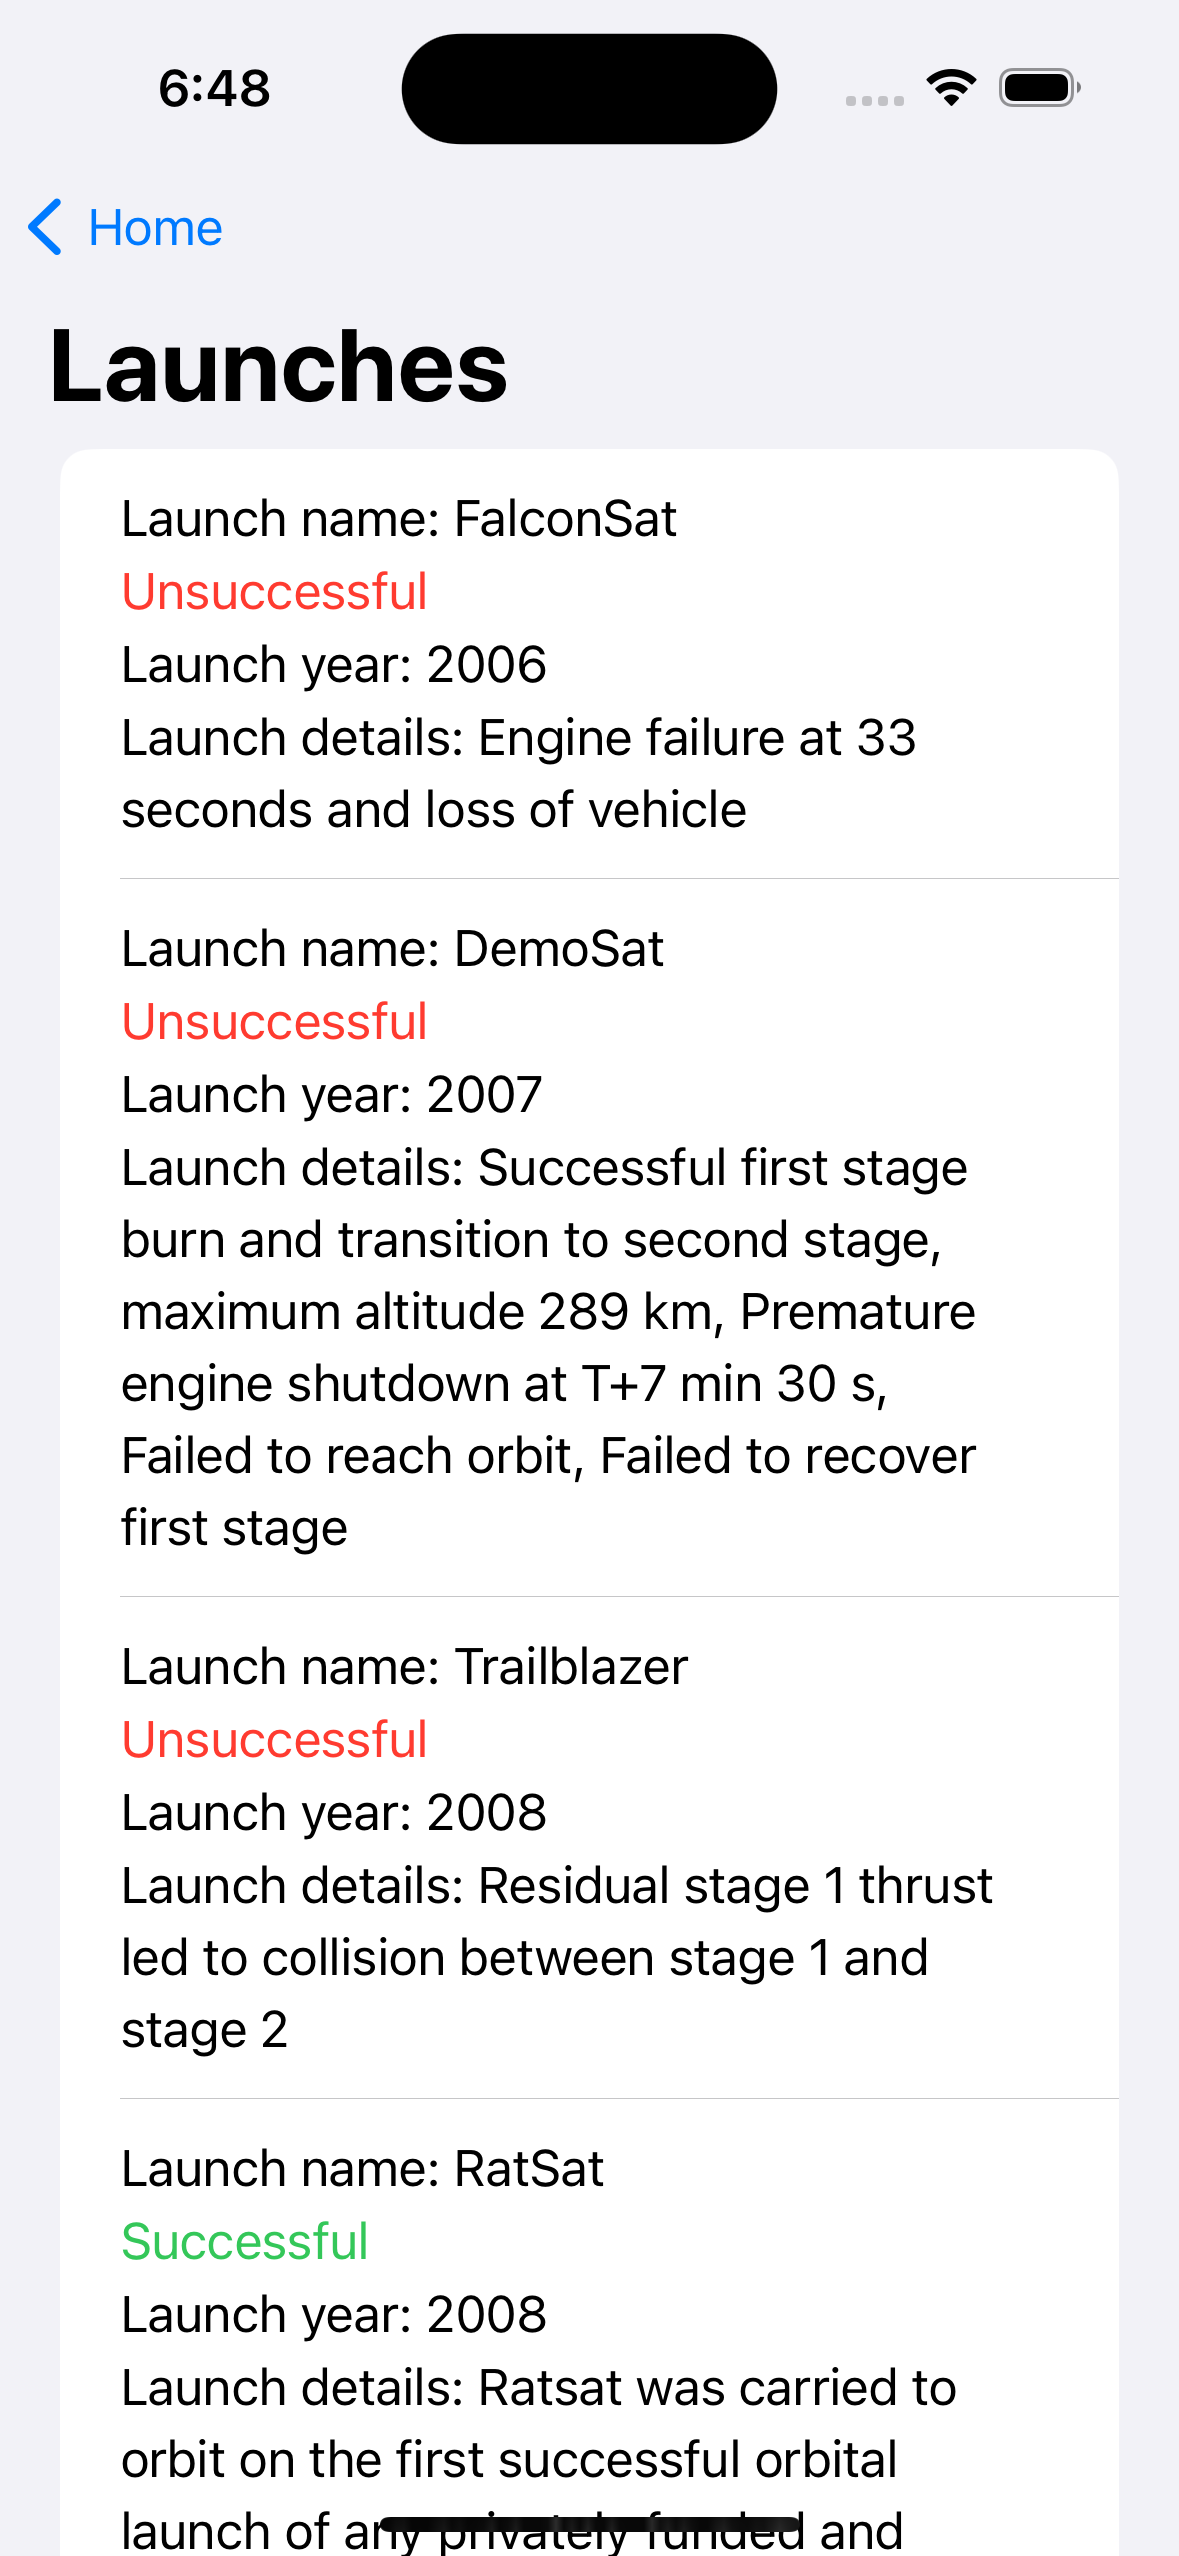 6:48
Home
Launches
Launch name: FalconSat
Unsuccessful
Launch year: 2006
Launch details: Engine failure at 33
seconds and loss of vehicle
Launch name: DemoSat
Unsuccessful
Launch year: 2007
Launch details: Successful first stage
burn and transition to second stage,
maximum altitude 289 km, Premature
engine shutdown at T+7 min 30 s,
Failed to reach orbit, Failed to recover
first stage
Launch name: Trailblazer
Unsuccessful
Launch year: 2008
Launch details: Residual stage 1 thrust
led to collision between stage 1 and
stage 2
Launch name: RatSat
Successful
Launch year: 2008
Launch details: Ratsat was carried to
orbit on the first successful orbital
launch of any privately funded and